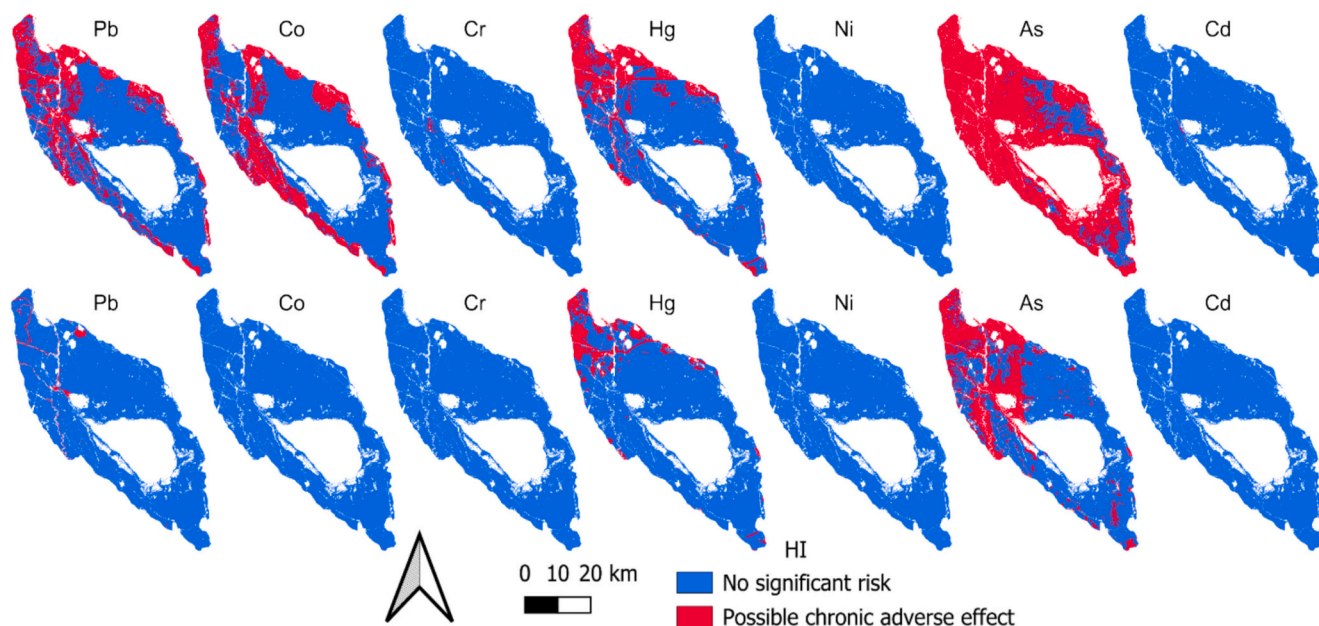 Pb Co Cr Hg Ni As Cd
Pb Co Cr Hg Ni As Cd
HI
0 10 20 km
No significant risk
Possible chronic adverse effect